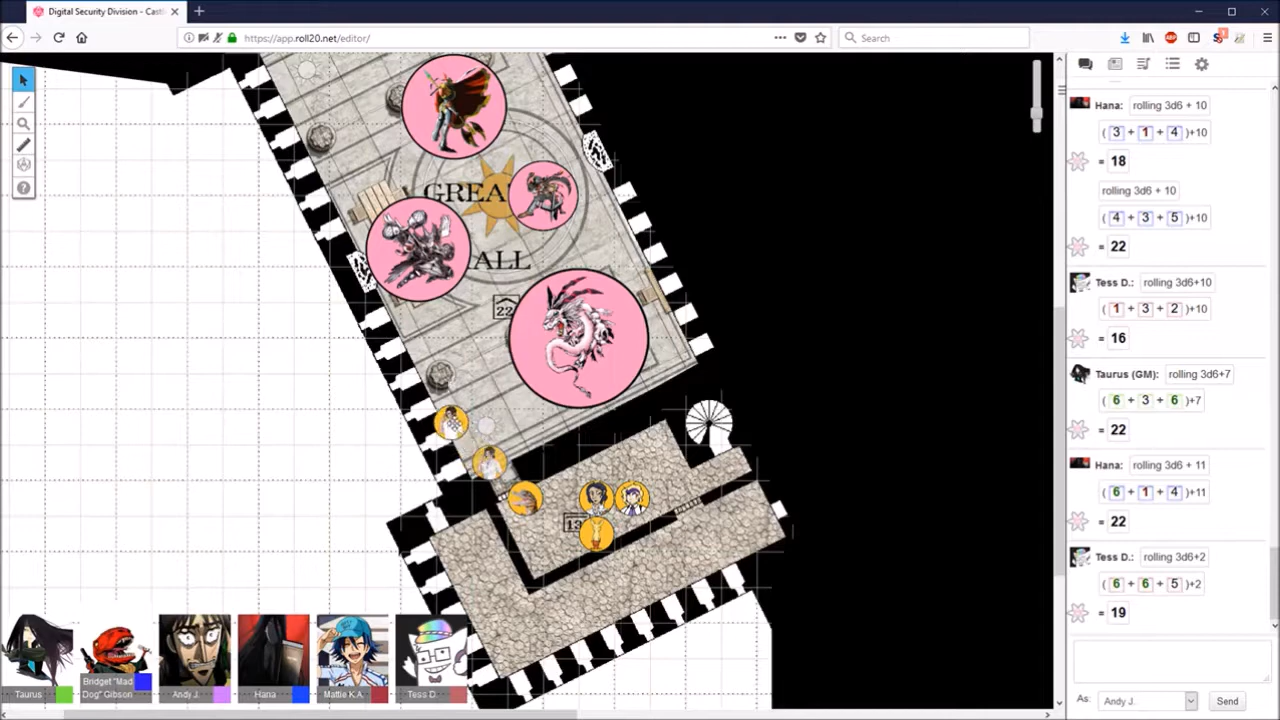 Digital Security Division - Cast
https://app.roll20.net/editor/
Search
GREA
ALL
22
13
Hana: rolling 3d6 + 10
( 3 + 1 + 4 )+10
= 18
rolling 3d6 + 10
( 4 + 3 + 5 )+10
= 22
Tess D.: rolling 3d6+10
( 1 + 3 + 2 )+10
= 16
Taurus (GM): rolling 3d6+7
( 6 + 3 + 6 )+7
= 22
Hana: rolling 3d6 + 11
( 6 + 1 + 4 )+11
= 22
Tess D.: rolling 3d6+2
( 6 + 6 + 5 )+2
= 19
Taurus
Bridget "Mad
Dog" Gibson
Andy J.
Hana
Mattie K.A.
Tess D.
As: Andy J. Send